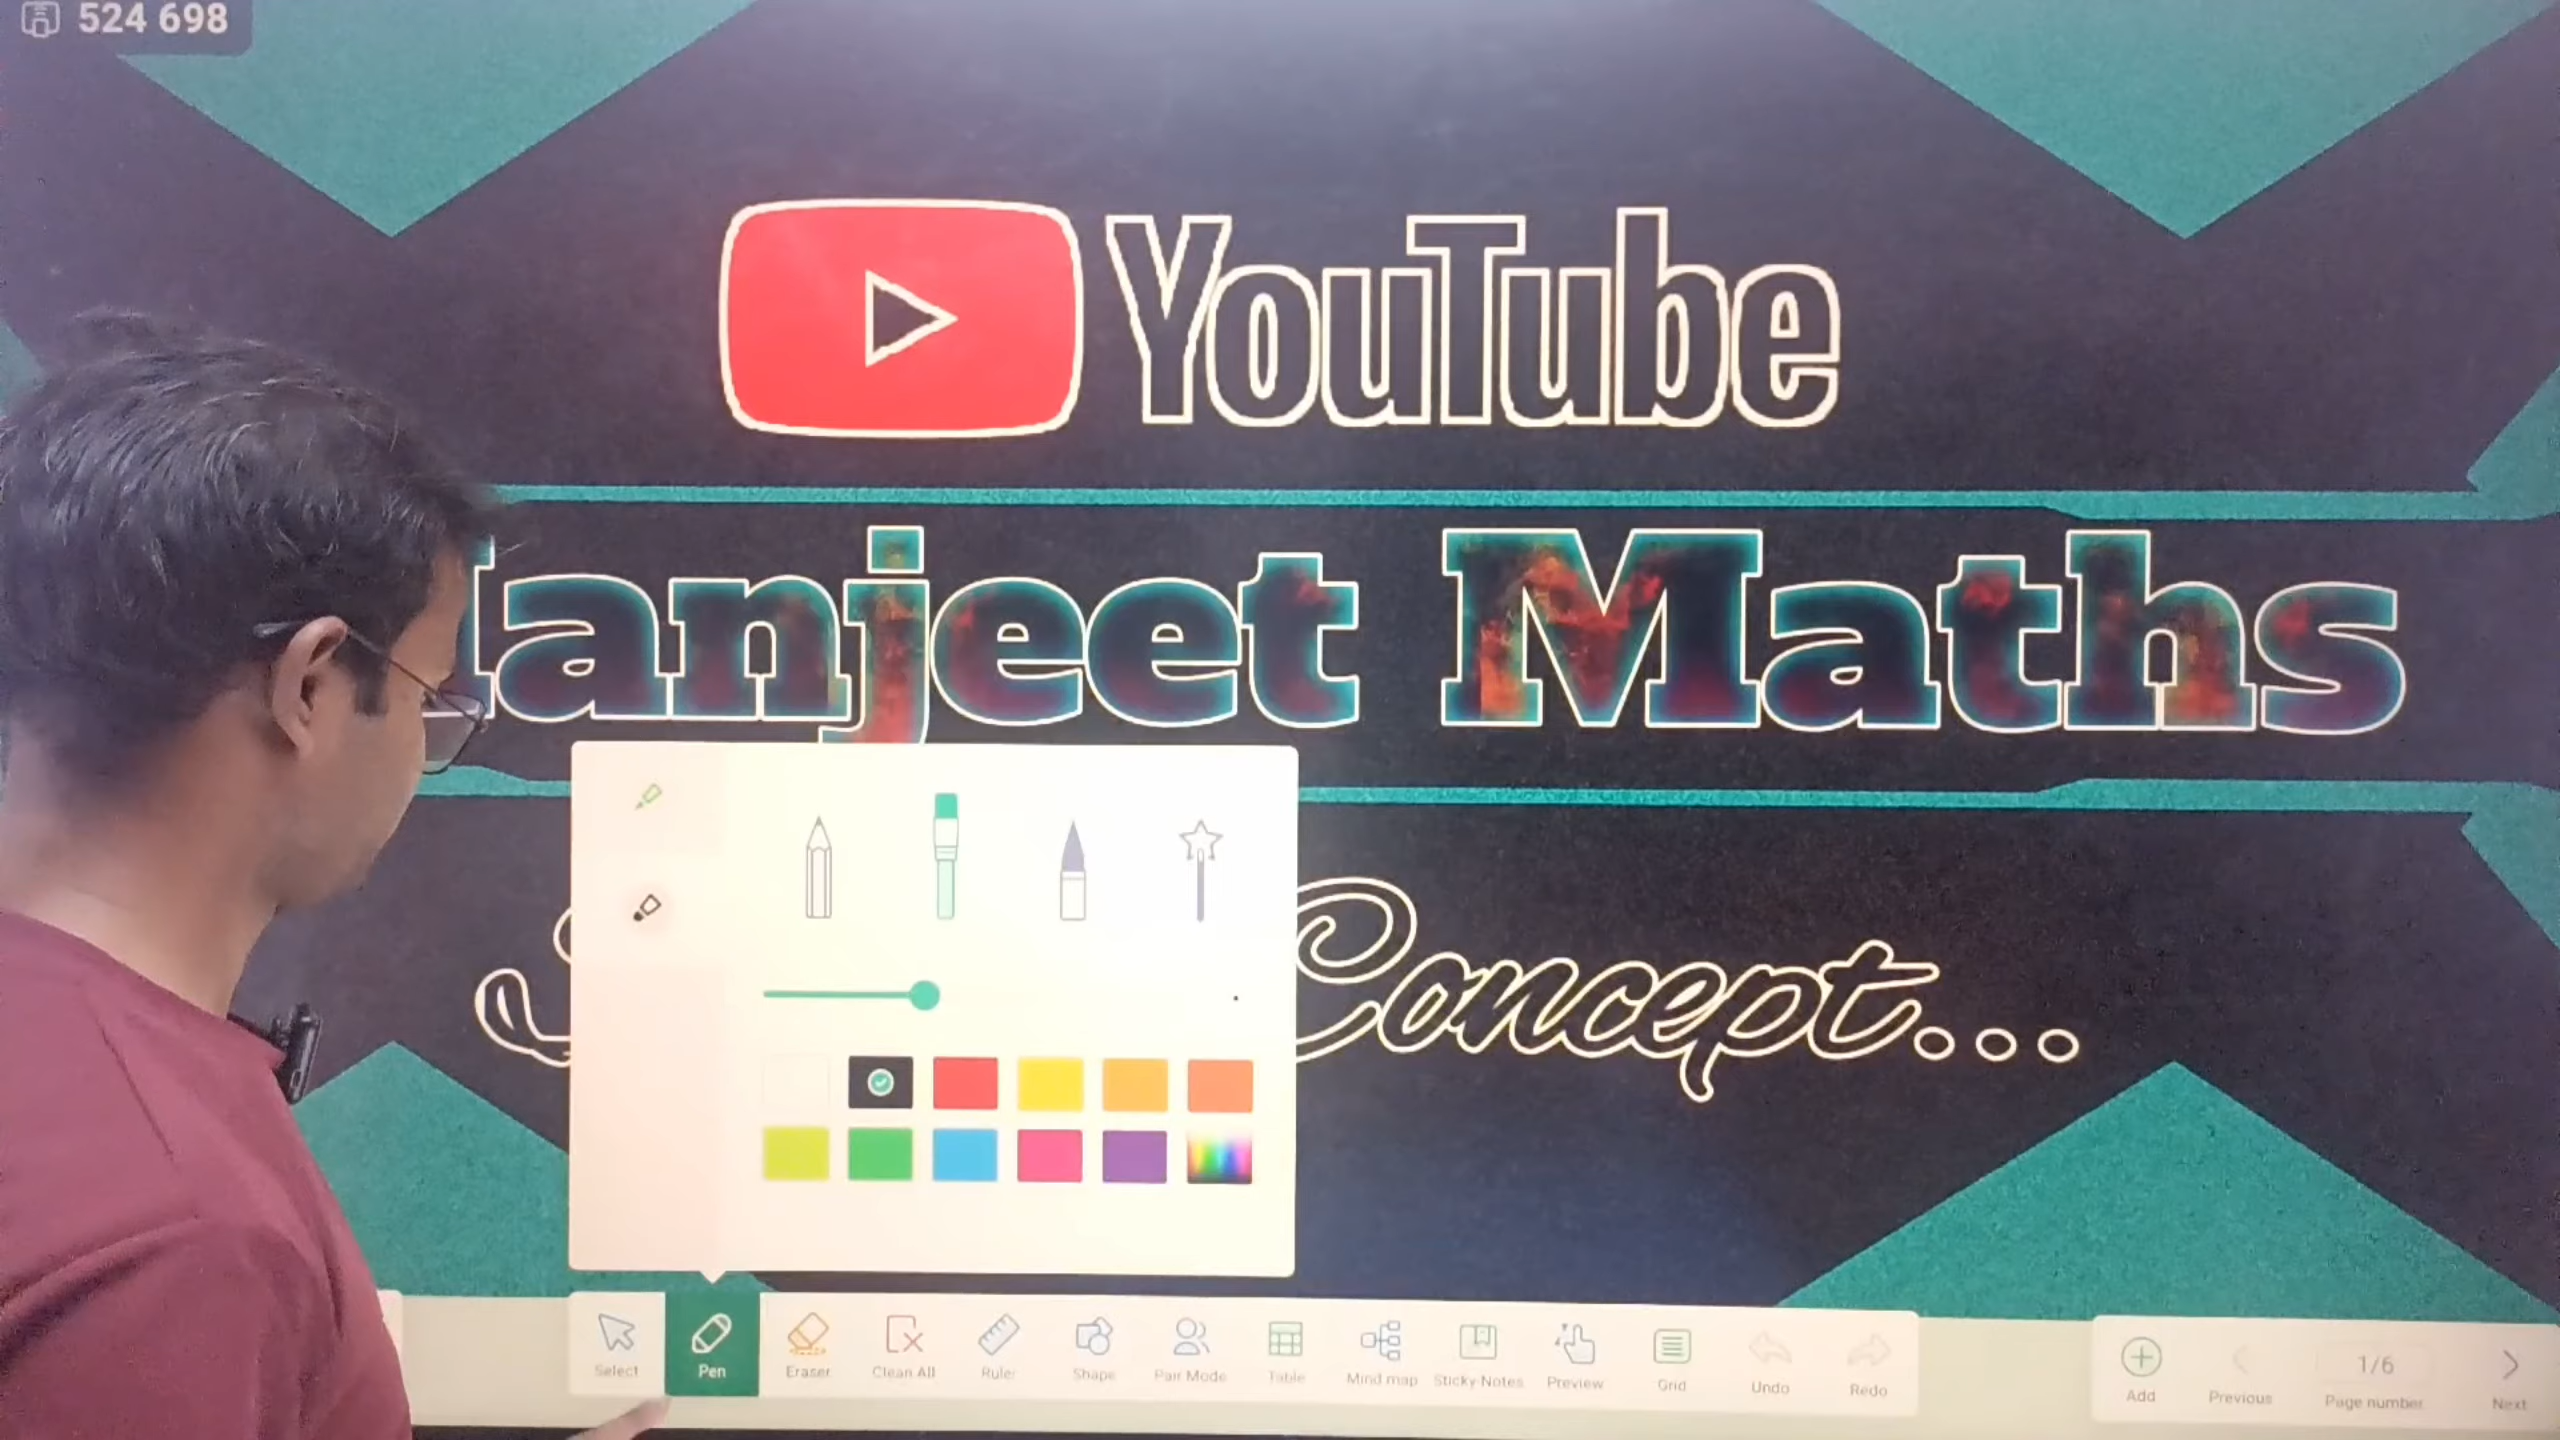 524 698
YouTube
anjeet Maths
Concept...
Select Pen Eraser Clean All Ruler Shape Pair Mode Table Mind map Sticky Notes Preview Grid Undo Redo
Add Previous 1/6 Page number Next